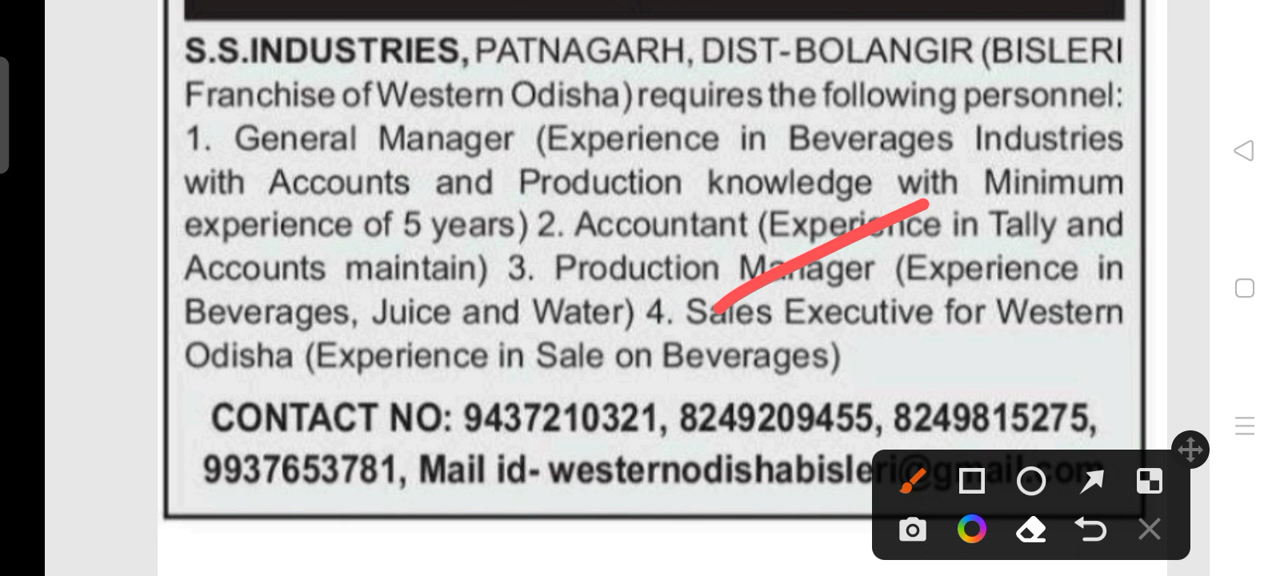 S.S.INDUSTRIES, PATNAGARH, DIST-BOLANGIR (BISLERI
Franchise of Western Odisha) requires the following personnel:
1. General Manager (Experience in Beverages Industries
with Accounts and Production knowledge with Minimum
experience of 5 years) 2. Accountant (Experience in Tally and
Accounts maintain) 3. Production Manager (Experience in
Beverages, Juice and Water) 4. Sales Executive for Western
Odisha (Experience in Sale on Beverages)
CONTACT NO: 9437210321, 8249209455, 8249815275,
9937653781, Mail id- westernodishabisleri@gmail.com